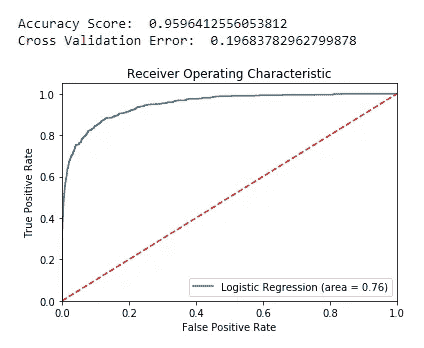 Accuracy Score:  0.9596412556053812
Cross Validation Error:  0.19683782962799878
Receiver Operating Characteristic
1.0
0.8
0.6
0.4
0.2
0.0
True Positive Rate
Logistic Regression (area = 0.76)
0.0 0.2 0.4 0.6 0.8 1.0
False Positive Rate